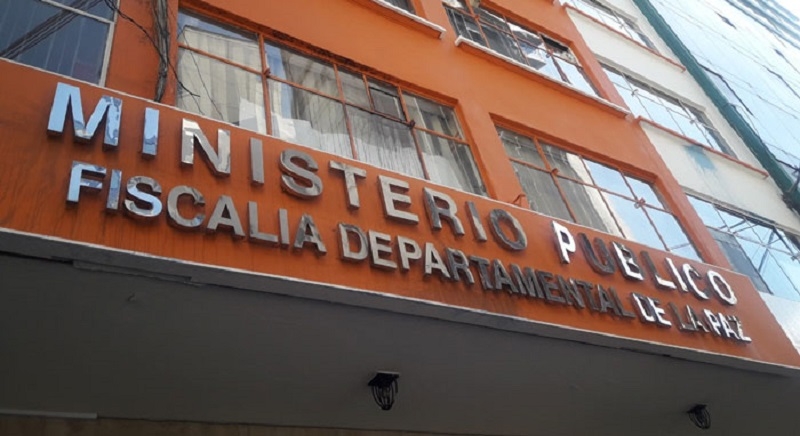 MINISTERIO PUBLICO
FISCALIA DEPARTAMENTAL DE LA PAZ